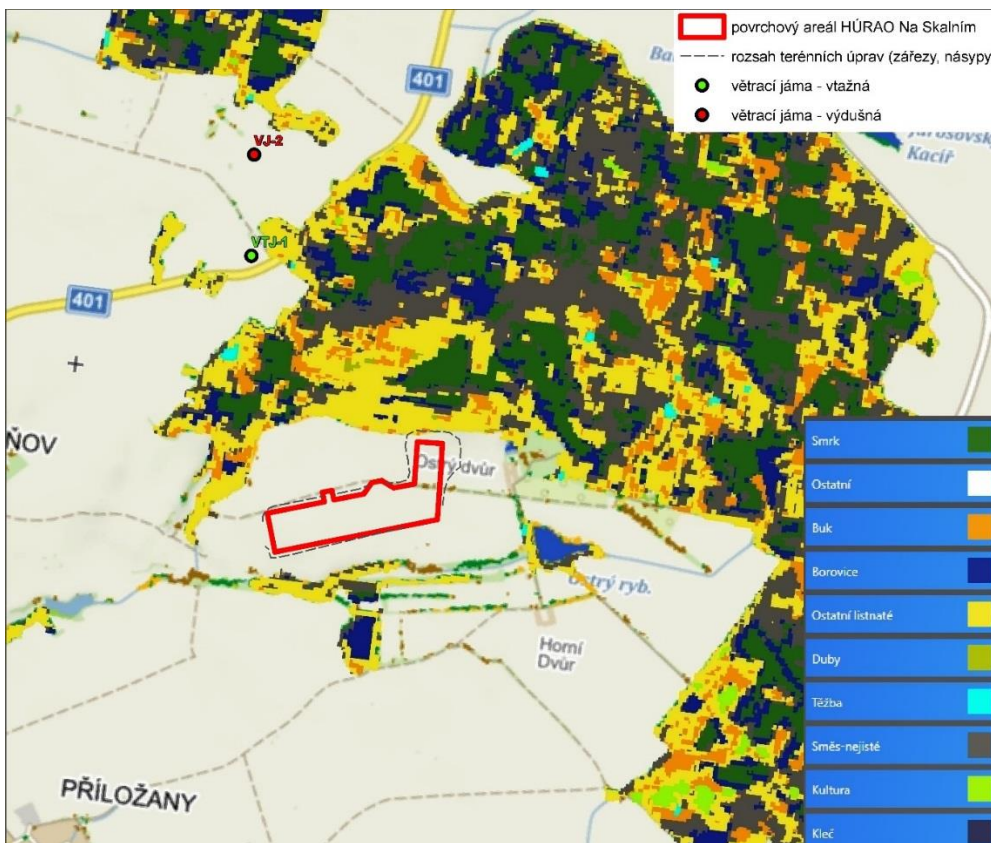 povrchový areál HÚRAO Na Skalním
rozsah terénních úprav (zářezy, násypy
větrací jáma - vtažná
větrací jáma - výdušná
401
Kacíř
VJ-2
VTJ-1
401
ŇOV
Ostrý dvůr
Ostrý ryb.
Horní
Dvůr
PŘÍLOŽANY
Smrk
Ostatní
Buk
Borovice
Ostatní listnaté
Duby
Těžba
Směs-nejisté
Kultura
Kleč